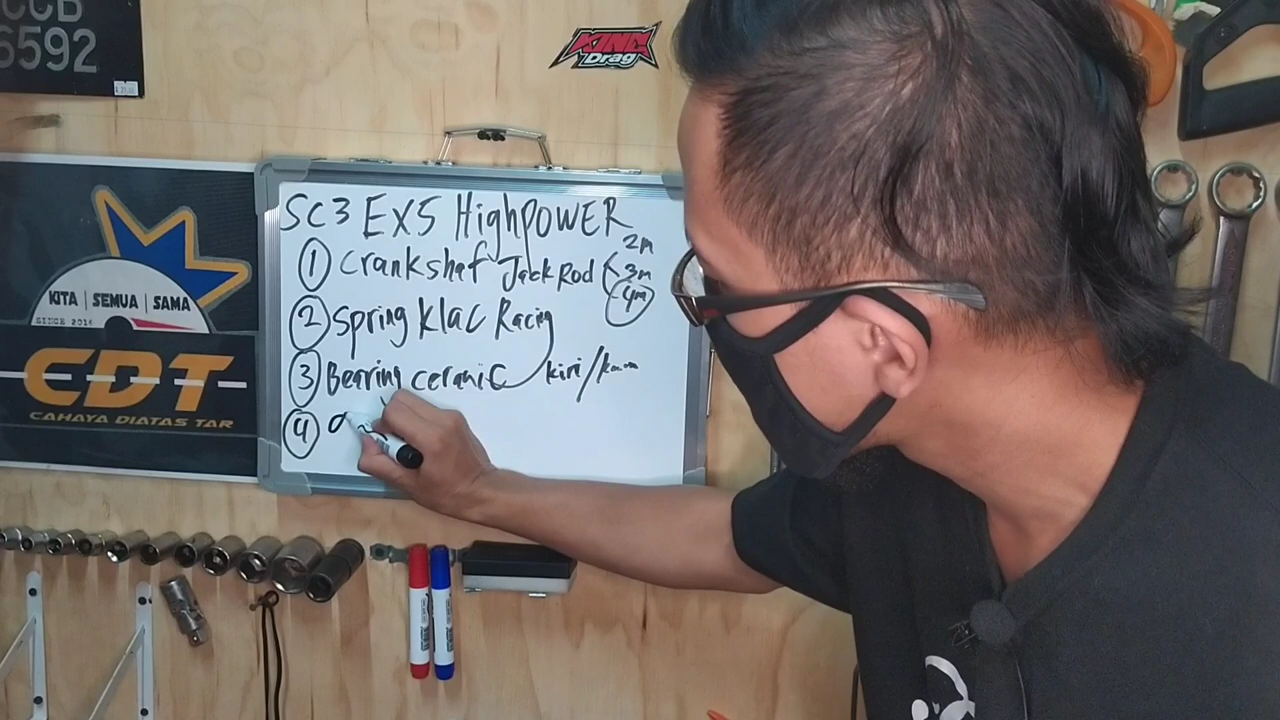 CCB
6592
KING
Drag
KITA | SEMUA | SAMA
SINCE 2018
CDT
CAHAYA DIATAS TAR
SC3 EX5 HighPOWER
① Crankshaf Jack Rod < 2m
3m
4m
② Spring Klac Racing
③ Bearing ceramic kiri/kanan
④